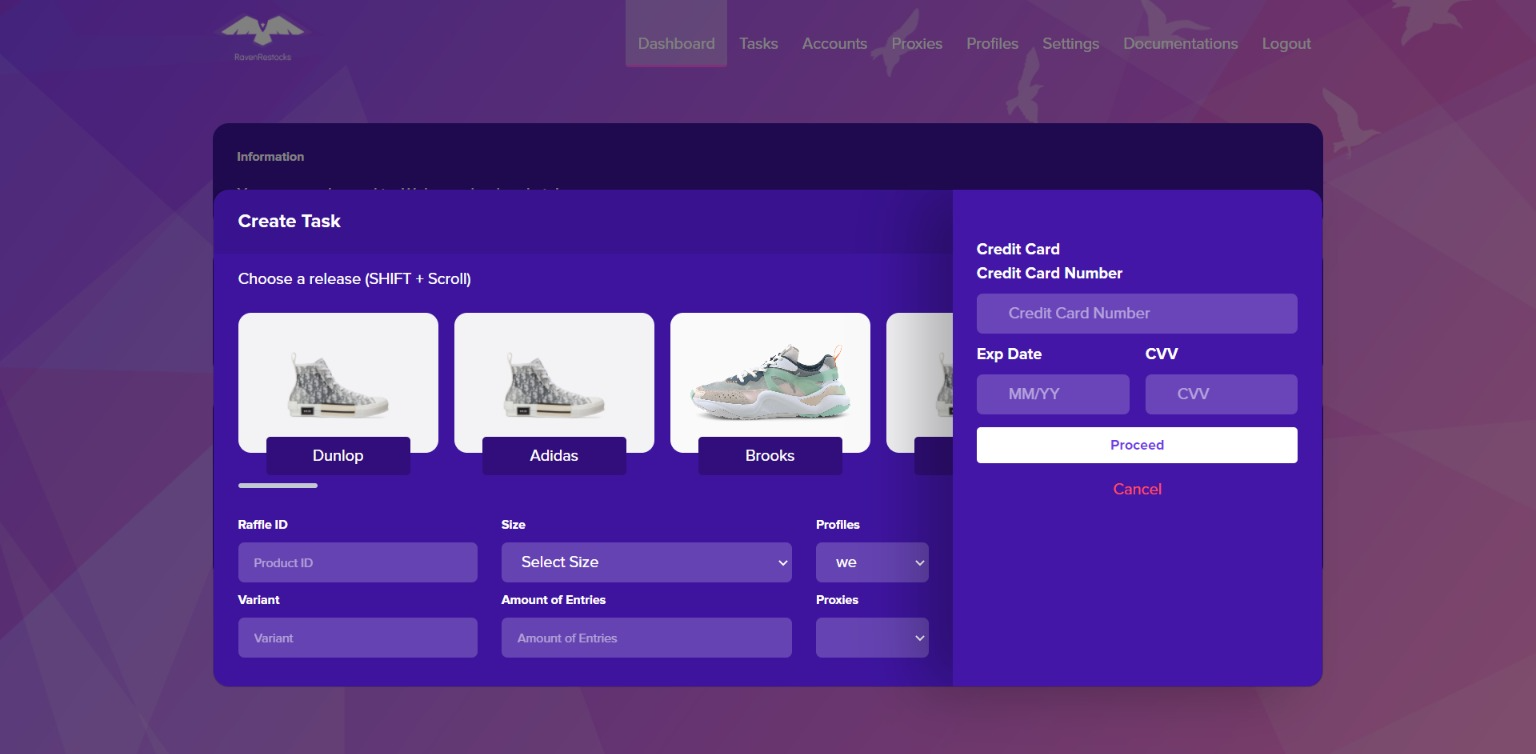 RavenRestocks
Dashboard Tasks Accounts Proxies Profiles Settings Documentations Logout
Information
Create Task
Choose a release (SHIFT + Scroll)
Dunlop Adidas Brooks
Raffle ID Size Profiles
Product ID Select Size we
Variant Amount of Entries Proxies
Variant Amount of Entries
Credit Card
Credit Card Number
Credit Card Number
Exp Date CVV
MM/YY CVV
Proceed
Cancel